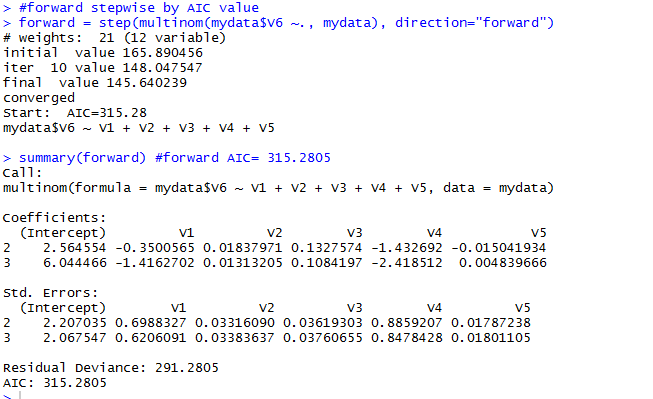 > #forward stepwise by AIC value
> forward = step(multinom(mydata$V6 ~., mydata), direction="forward")
# weights:  21 (12 variable)
initial  value 165.890456
iter  10 value 148.047547
final  value 145.640239
converged
Start:  AIC=315.28
mydata$V6 ~ V1 + V2 + V3 + V4 + V5
> summary(forward) #forward AIC= 315.2805
Call:
multinom(formula = mydata$V6 ~ V1 + V2 + V3 + V4 + V5, data = mydata)
Coefficients:
  (Intercept)         V1         V2        V3        V4           V5
2    2.564554 -0.3500565 0.01837971 0.1327574 -1.432692 -0.015041934
3    6.044466 -1.4162702 0.01313205 0.1084197 -2.418512  0.004839666
Std. Errors:
  (Intercept)        V1         V2         V3        V4         V5
2    2.207035 0.6988327 0.03316090 0.03619303 0.8859207 0.01787238
3    2.067547 0.6206091 0.03383637 0.03760655 0.8478428 0.01801105
Residual Deviance: 291.2805
AIC: 315.2805
>